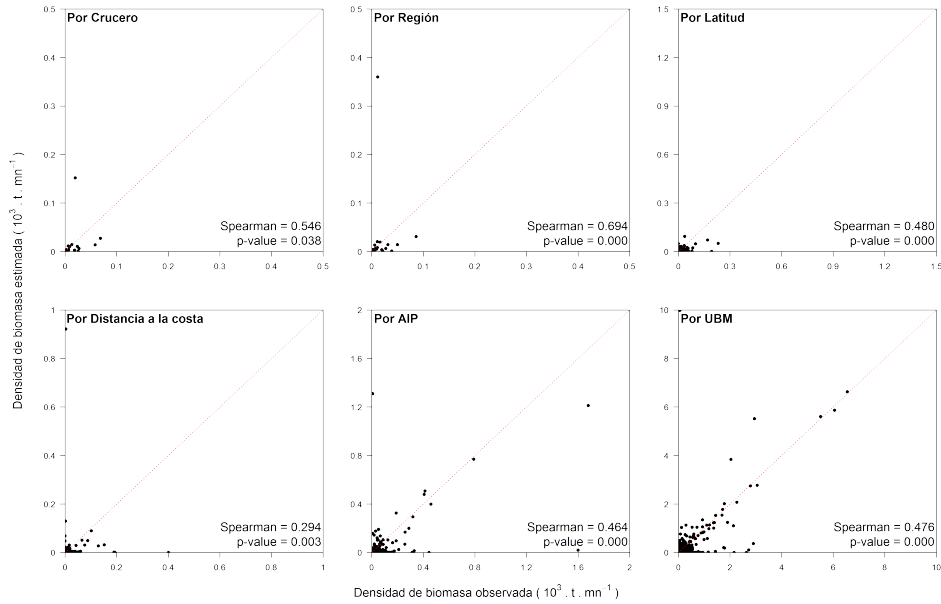 Densidad de biomasa estimada ( 10³ . t . mn⁻¹ )
Por Crucero
0.5
0.4
0.3
0.2
0.1
0
Spearman = 0.546
p-value = 0.038
0 0.1 0.2 0.3 0.4 0.5
Por Región
0.5
0.4
0.3
0.2
0.1
0
Spearman = 0.694
p-value = 0.000
0 0.1 0.2 0.3 0.4 0.5
Por Latitud
1.5
1.2
0.9
0.6
0.3
0
Spearman = 0.480
p-value = 0.000
0 0.3 0.6 0.9 1.2 1.5
Por Distancia a la costa
1
0.8
0.6
0.4
0.2
0
Spearman = 0.294
p-value = 0.003
0 0.2 0.4 0.6 0.8 1
Por AIP
2
1.6
1.2
0.8
0.4
0
Spearman = 0.464
p-value = 0.000
0 0.4 0.8 1.2 1.6 2
Por UBM
10
8
6
4
2
0
Spearman = 0.476
p-value = 0.000
0 2 4 6 8 10
Densidad de biomasa observada ( 10³ . t . mn⁻¹ )